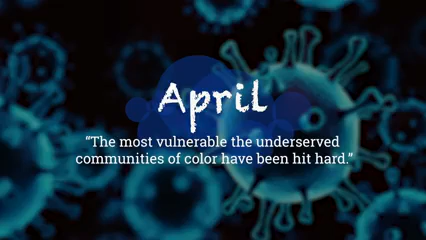 April
“The most vulnerable the underserved
communities of color have been hit hard.”